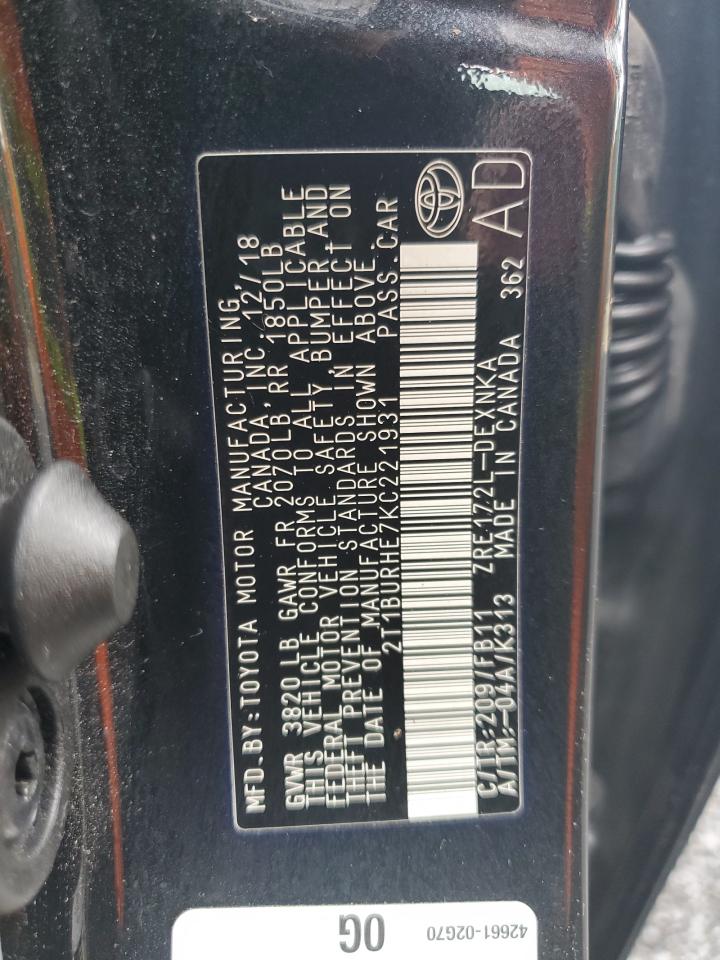 MFD.BY:TOYOTA MOTOR MANUFACTURING,
CANADA,INC. 12/18
GVWR 3820 LB GAWR FR 2070LB, RR 1850LB
THIS VEHICLE CONFORMS TO ALL APPLICABLE
FEDERAL MOTOR VEHICLE SAFETY,BUMPER AND
THEFT PREVENTION STANDARDS IN EFFECT ON
THE DATE OF MANUFACTURE SHOWN ABOVE.
2T1BURHE7KC221931 PASS.CAR
C/TR:209/FB11 ZRE172L-DEXNKA
A/TM:-04A/K313 MADE IN CANADA 362
AD
0G
42661-02G70